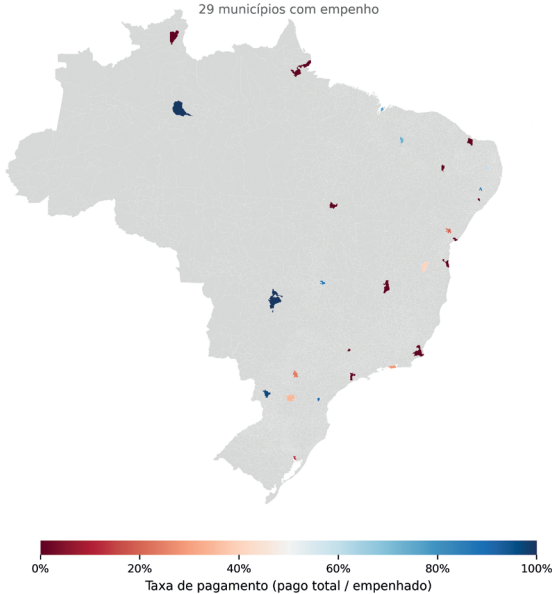 29 municípios com empenho
0% 20% 40% 60% 80% 100%
Taxa de pagamento (pago total / empenhado)